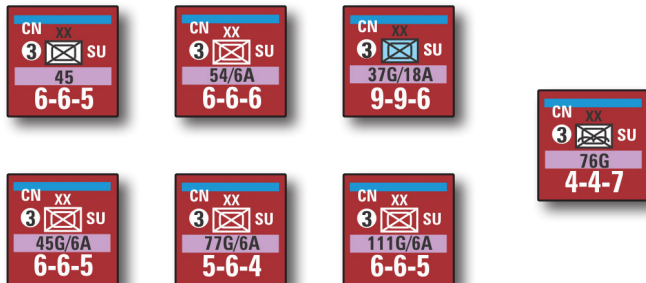 CN XX
3 SU
45
6-6-5
CN XX
3 SU
54/6A
6-6-6
CN XX
3 SU
37G/18A
9-9-6
CN XX
3 SU
76G
4-4-7
CN XX
3 SU
45G/6A
6-6-5
CN XX
3 SU
77G/6A
5-6-4
CN XX
3 SU
111G/6A
6-6-5